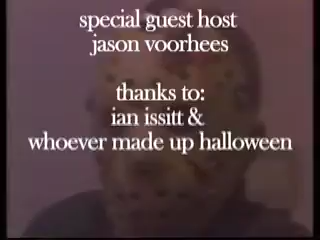 special guest host
jason voorhees
thanks to:
ian issitt &
whoever made up halloween